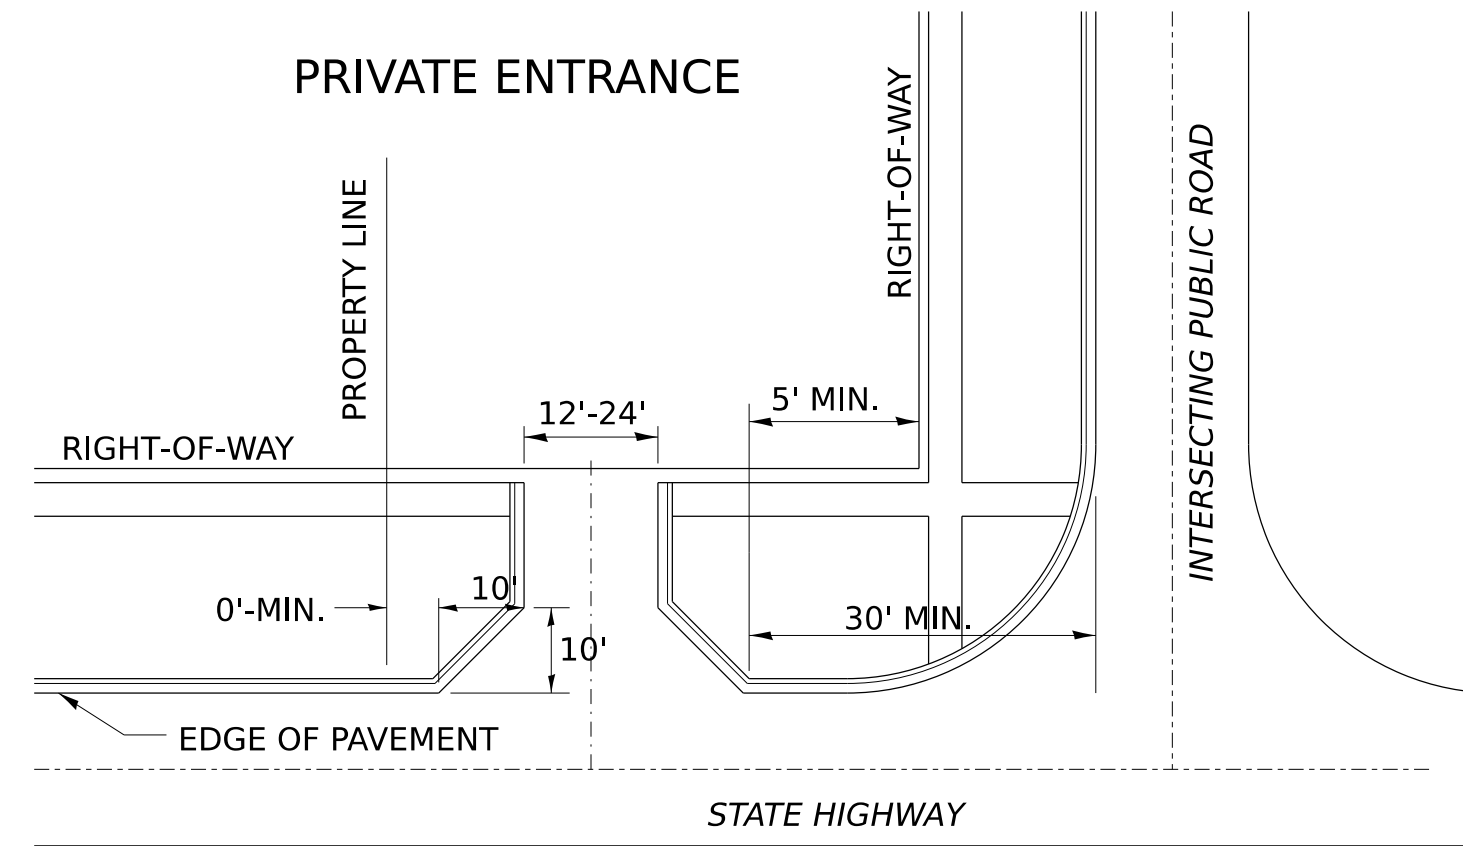 PRIVATE ENTRANCE
RIGHT-OF-WAY
PROPERTY LINE
INTERSECTING PUBLIC ROAD
5' MIN.
12'-24'
RIGHT-OF-WAY
10'
0'-MIN.
30' MIN.
10'
EDGE OF PAVEMENT
STATE HIGHWAY